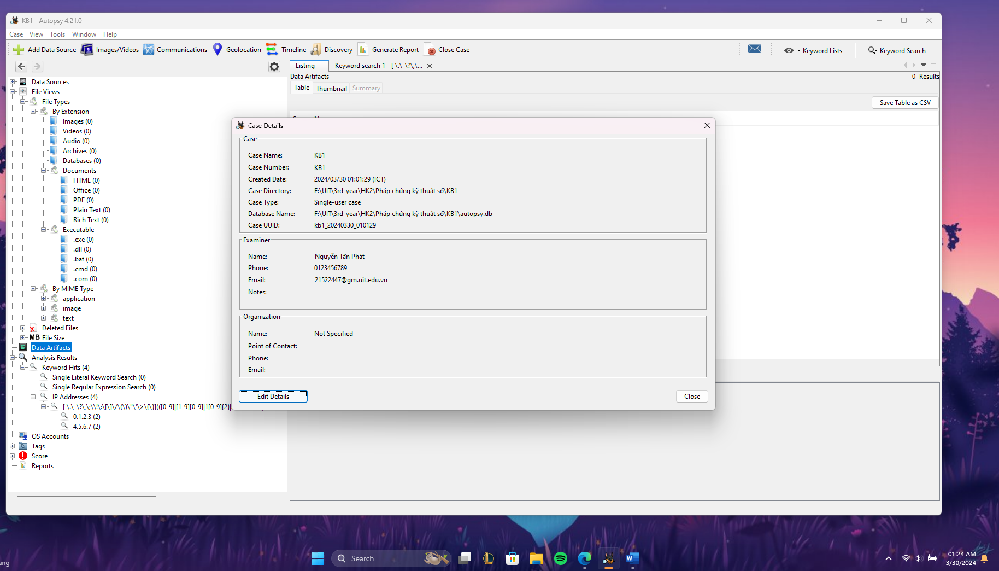 KB1 - Autopsy 4.21.0
Case View Tools Window Help
Add Data Source Images/Videos Communications Geolocation Timeline Discovery Generate Report Close Case Keyword Lists Keyword Search
Listing Keyword search 1 - [ \.\-\?\,\... ×
Data Artifacts 0 Results
Table Thumbnail Summary
Save Table as CSV
Data Sources
File Views
File Types
By Extension
Images (0)
Videos (0)
Audio (0)
Archives (0)
Databases (0)
Documents
HTML (0)
Office (0)
PDF (0)
Plain Text (0)
Rich Text (0)
Executable
.exe (0)
.dll (0)
.bat (0)
.cmd (0)
.com (0)
By MIME Type
application
image
text
Deleted Files
MB File Size
Data Artifacts
Analysis Results
Keyword Hits (4)
Single Literal Keyword Search (0)
Single Regular Expression Search (0)
IP Addresses (4)
[ \.\-\?\,\;\\!\:\[\]\/\(\)\"\'\>\{\}](([0-9]|[1-9][0-9]|1[0-9]{2}|
0.1.2.3 (2)
4.5.6.7 (2)
OS Accounts
Tags
Score
Reports
Case Details
Case
Case Name: KB1
Case Number: KB1
Created Date: 2024/03/30 01:01:29 (ICT)
Case Directory: F:\UIT\3rd_year\HK2\Pháp chứng kỹ thuật số\KB1
Case Type: Single-user case
Database Name: F:\UIT\3rd_year\HK2\Pháp chứng kỹ thuật số\KB1\autopsy.db
Case UUID: kb1_20240330_010129
Examiner
Name: Nguyễn Tấn Phát
Phone: 0123456789
Email: 21522447@gm.uit.edu.vn
Notes:
Organization
Name: Not Specified
Point of Contact:
Phone:
Email:
Edit Details Close
ang
Search
01:24 AM
3/30/2024